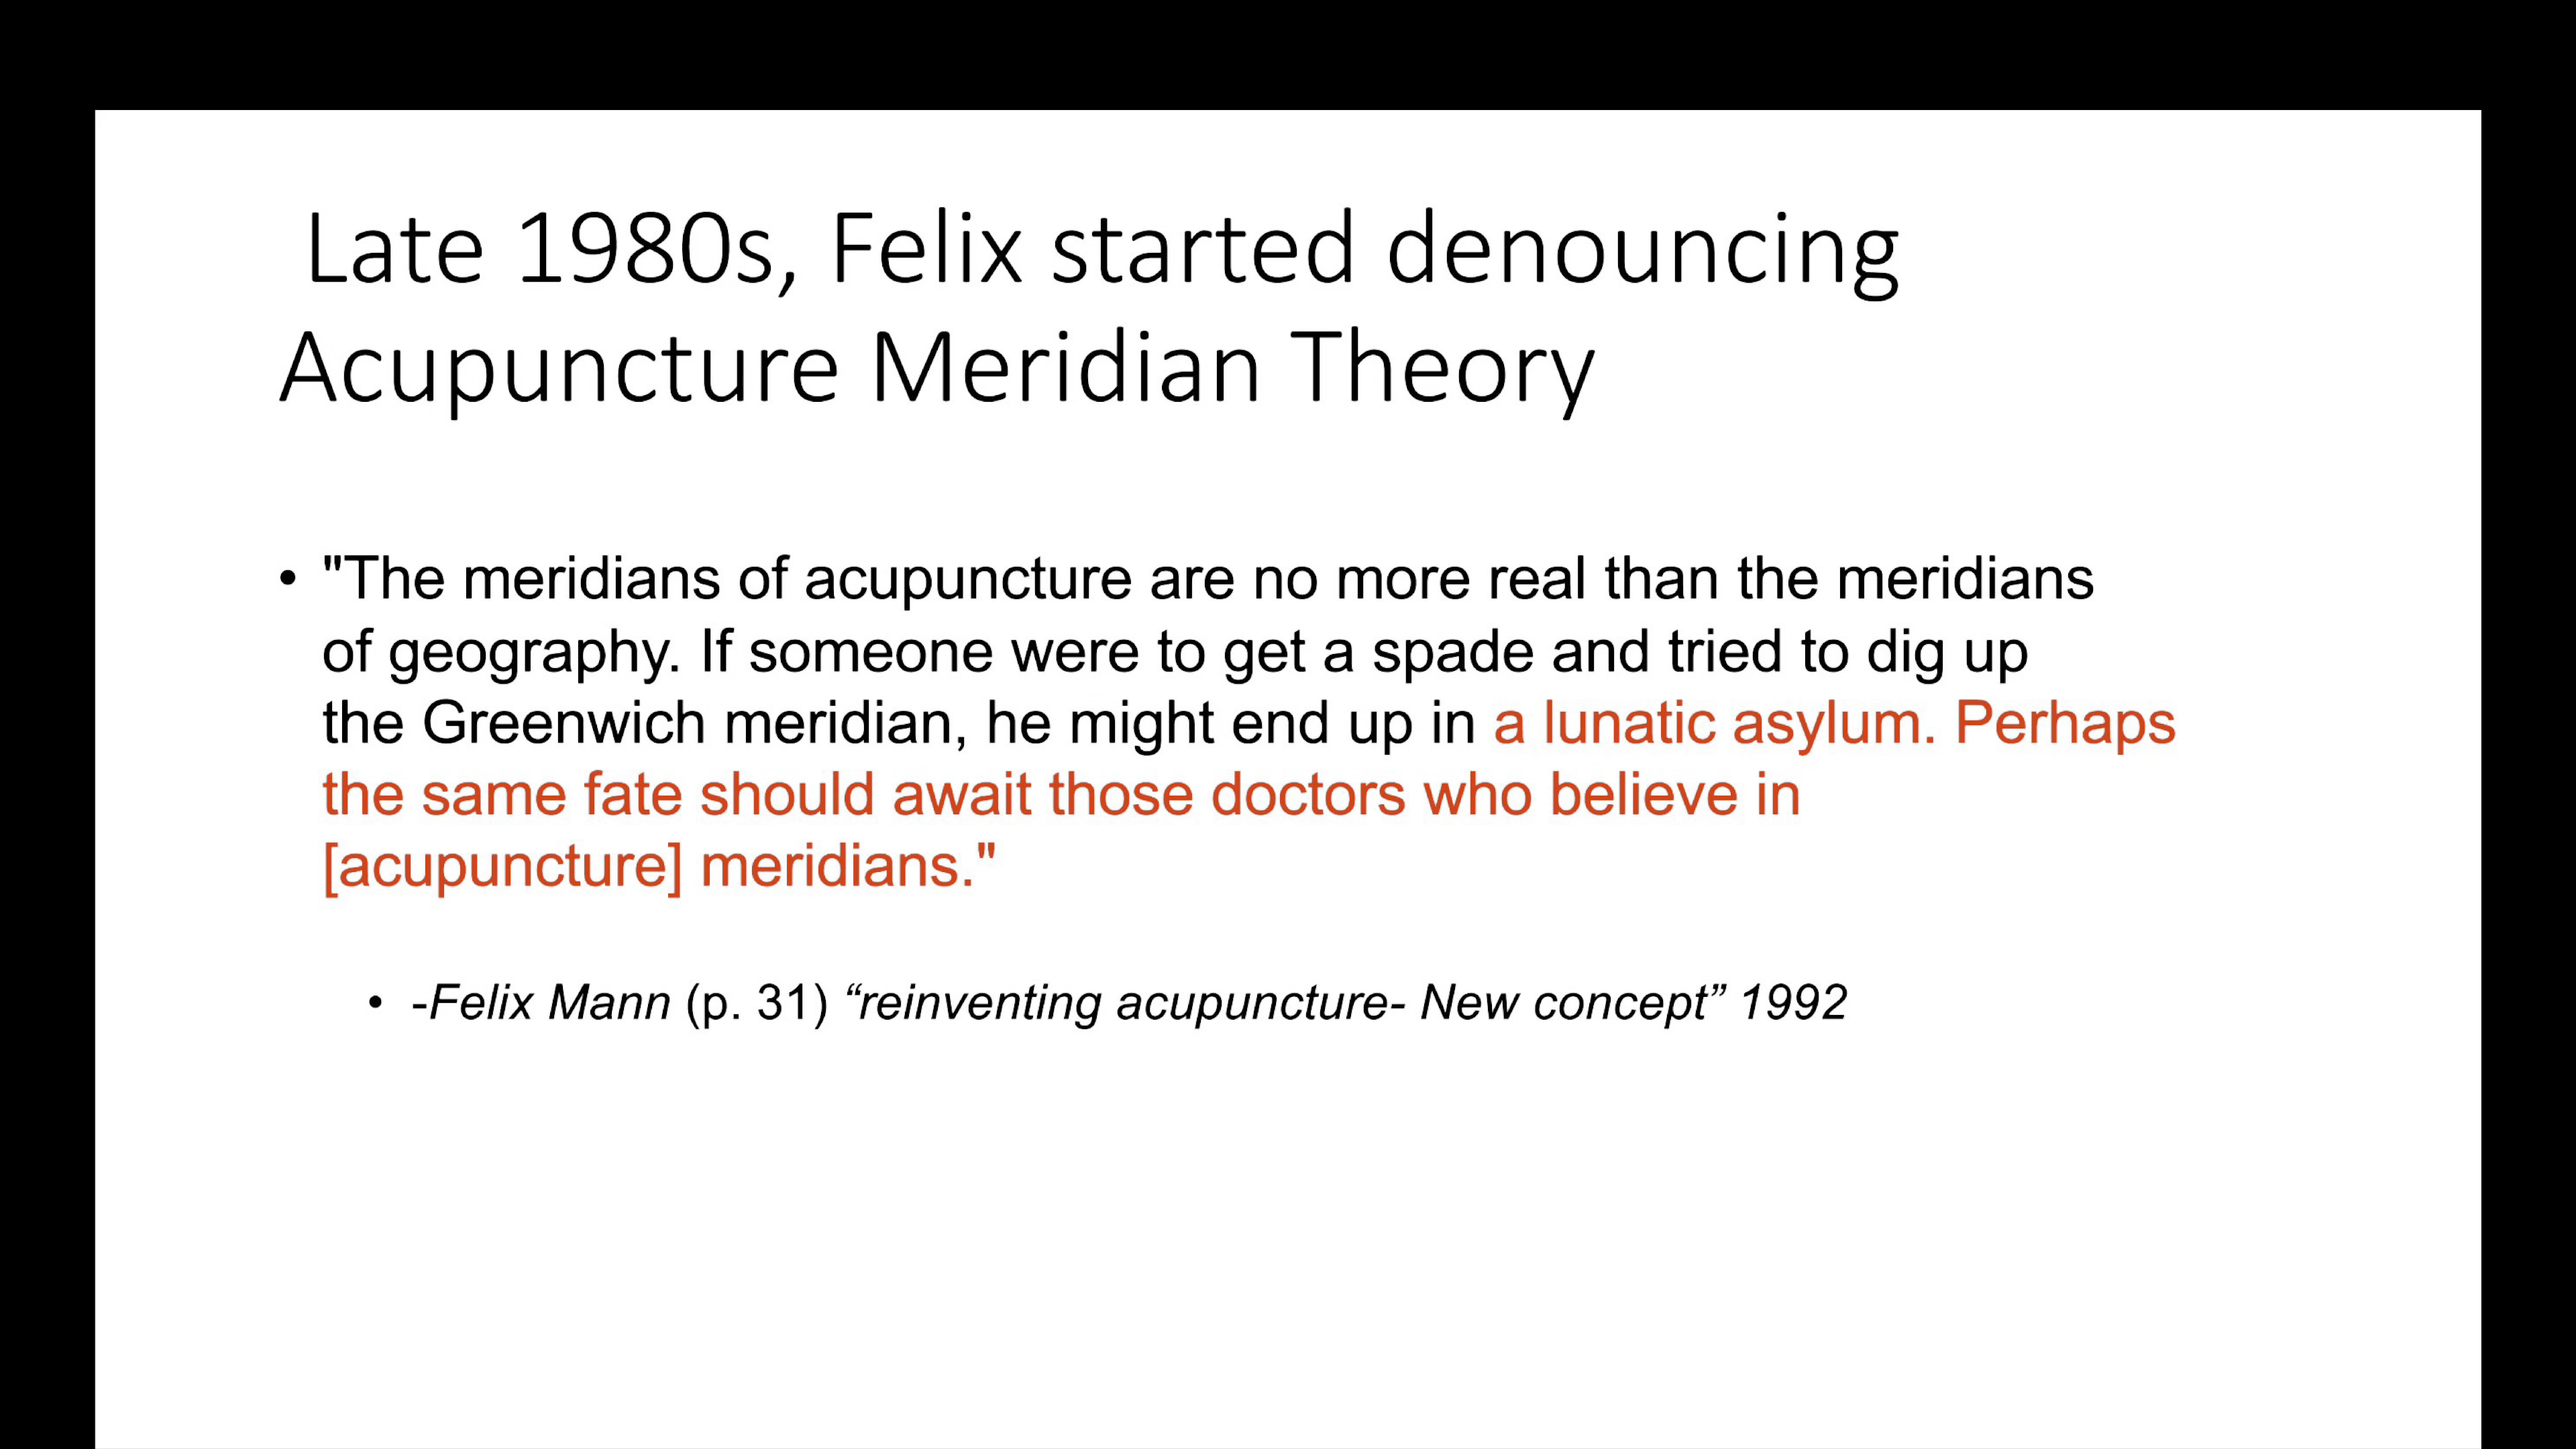 Late 1980s, Felix started denouncing
Acupuncture Meridian Theory
• "The meridians of acupuncture are no more real than the meridians
of geography. If someone were to get a spade and tried to dig up
the Greenwich meridian, he might end up in a lunatic asylum. Perhaps
the same fate should await those doctors who believe in
[acupuncture] meridians."
• -Felix Mann (p. 31) “reinventing acupuncture- New concept” 1992